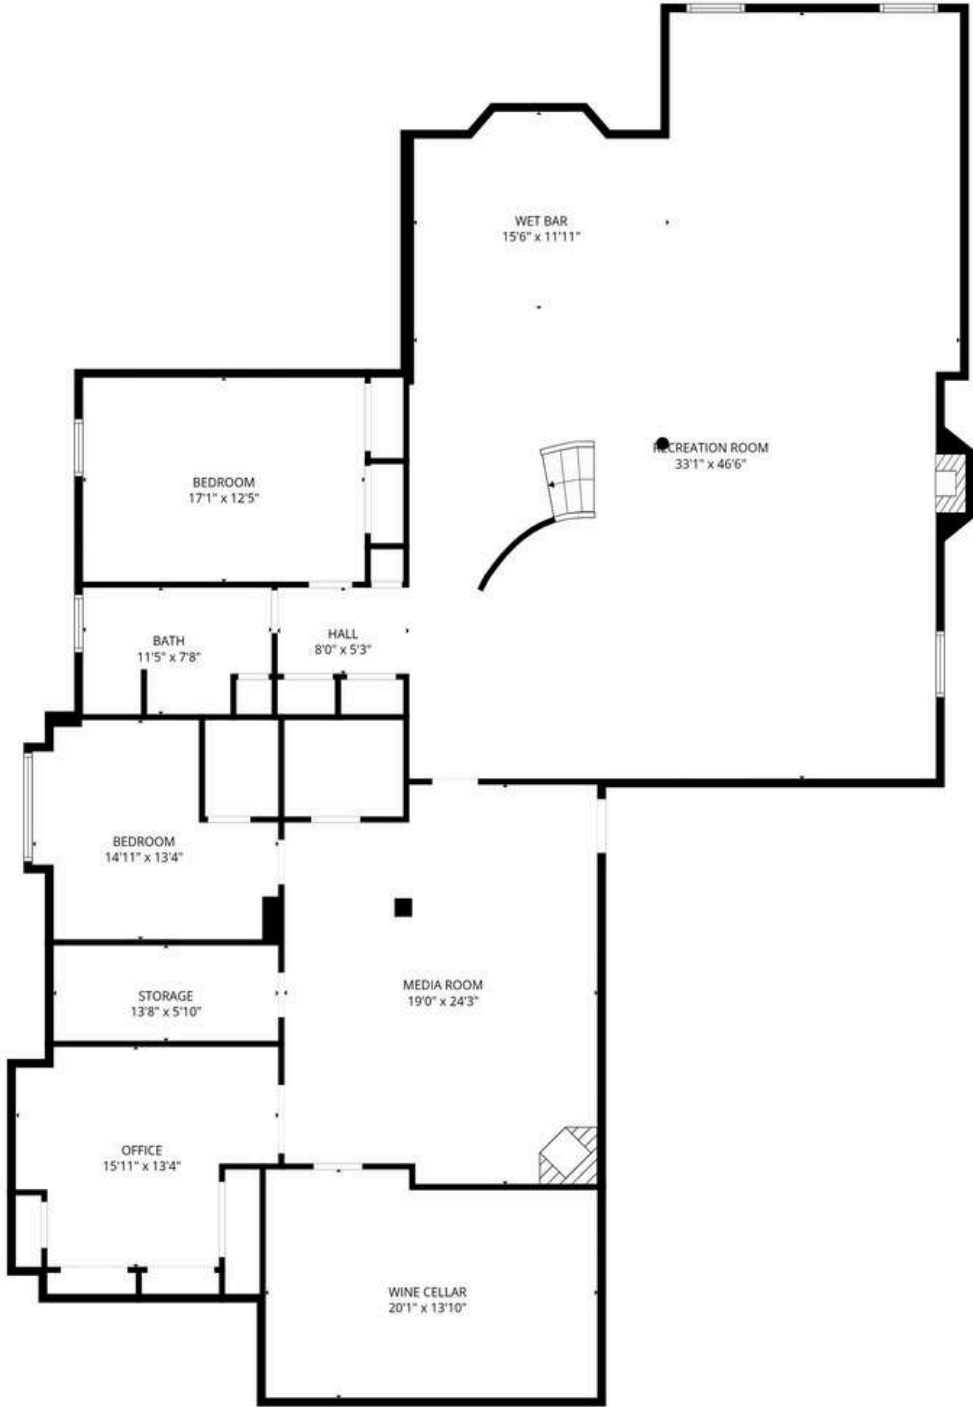 WET BAR
15'6" x 11'11"
RECREATION ROOM
33'1" x 46'6"
BEDROOM
17'1" x 12'5"
BATH
11'5" x 7'8"
HALL
8'0" x 5'3"
BEDROOM
14'11" x 13'4"
STORAGE
13'8" x 5'10"
MEDIA ROOM
19'0" x 24'3"
OFFICE
15'11" x 13'4"
WINE CELLAR
20'1" x 13'10"